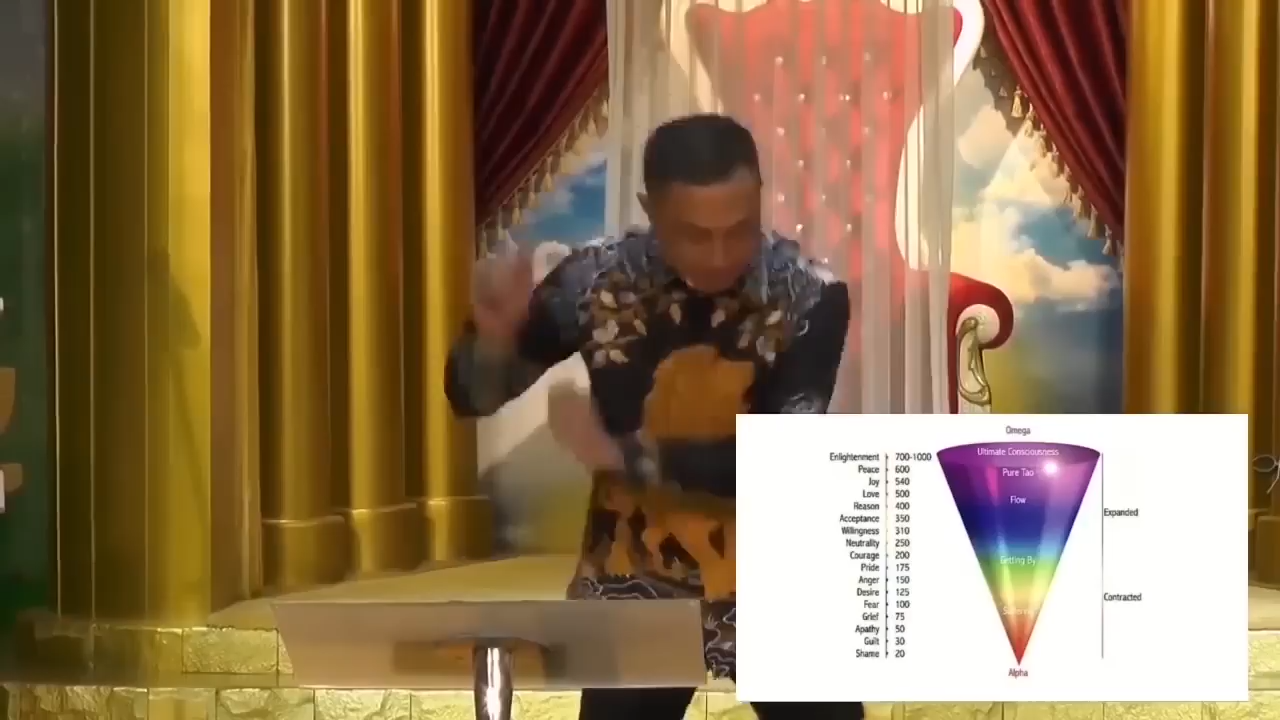 Omega
Enlightenment 700-1000
Peace 600
Joy 540
Love 500
Reason 400
Acceptance 350
Willingness 310
Neutrality 250
Courage 200
Pride 175
Anger 150
Desire 125
Fear 100
Grief 75
Apathy 50
Guilt 30
Shame 20
Ultimate Consciousness
Pure Tao
Flow
Getting By
Expanded
Contracted
Alpha